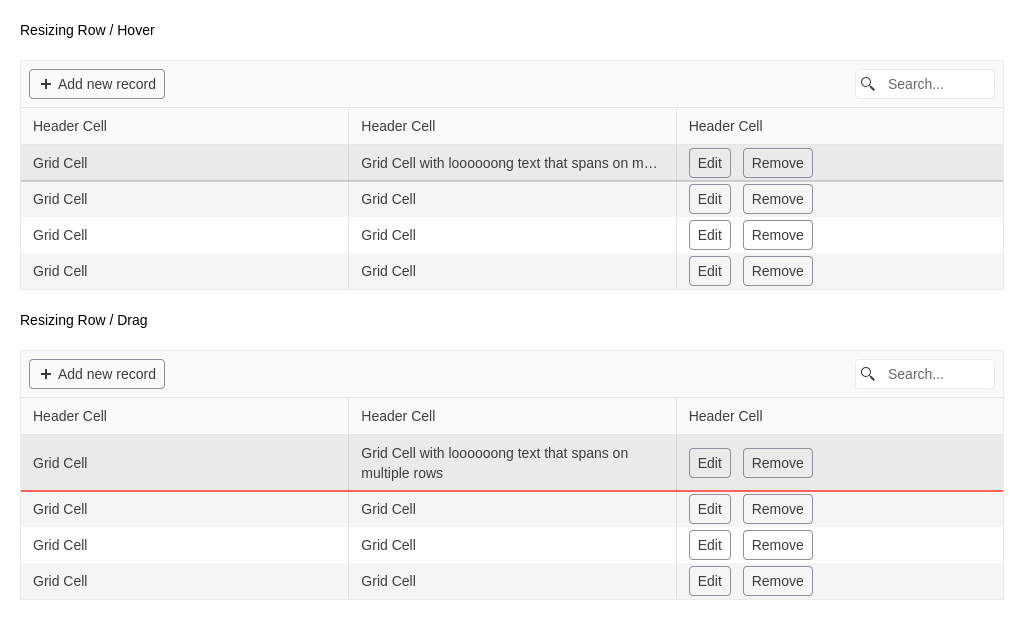 Resizing Row / Hover
Add new record Search...
Header Cell Header Cell Header Cell
Grid Cell Grid Cell with loooooong text that spans on m... Edit Remove
Grid Cell Grid Cell Edit Remove
Grid Cell Grid Cell Edit Remove
Grid Cell Grid Cell Edit Remove
Resizing Row / Drag
Add new record Search...
Header Cell Header Cell Header Cell
Grid Cell Grid Cell with loooooong text that spans on Edit Remove
multiple rows
Grid Cell Grid Cell Edit Remove
Grid Cell Grid Cell Edit Remove
Grid Cell Grid Cell Edit Remove